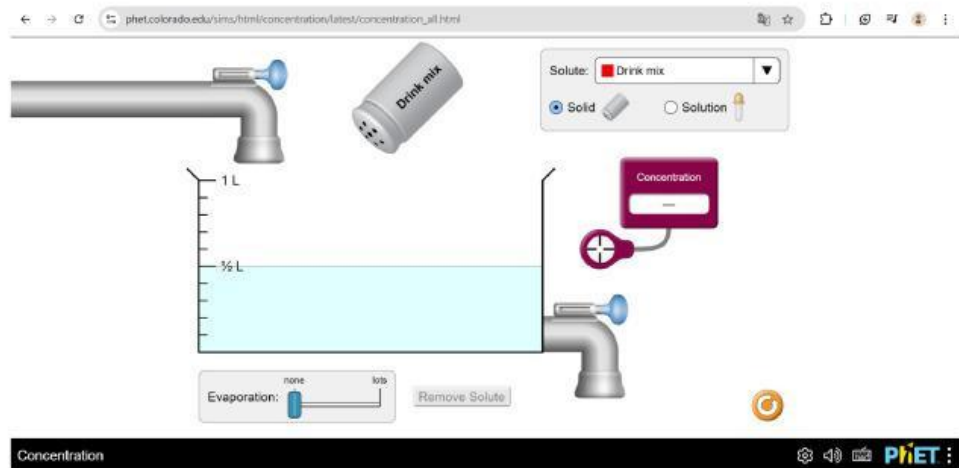 phet.colorado.edu/sims/html/concentration/latest/concentration_all.html
Drink mix
Solute: Drink mix
Solid
Solution
1 L
Concentration
—
½ L
none
lots
Evaporation:
Remove Solute
Concentration
PhET